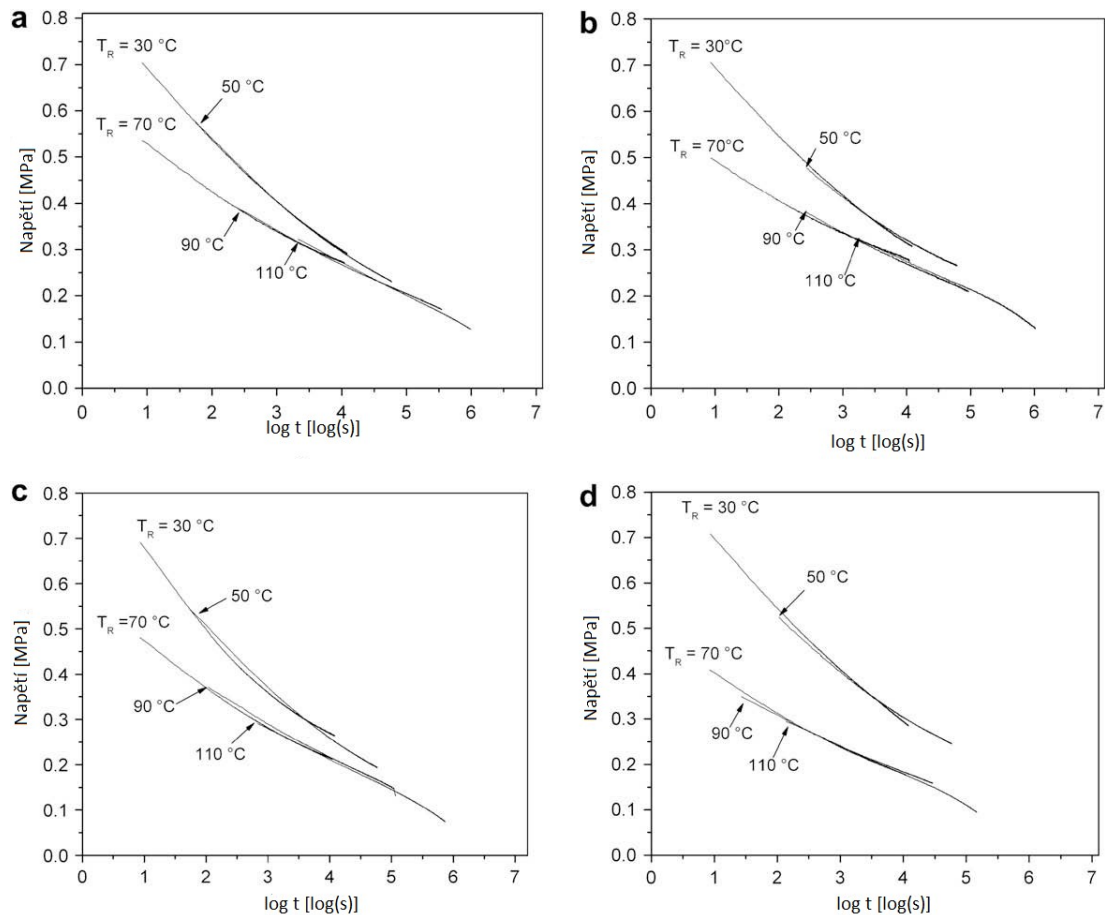 a
0.8
0.7
0.6
0.5
0.4
0.3
0.2
0.1
0.0
Napětí [MPa]
T_R = 30 °C
50 °C
T_R = 70 °C
90 °C
110 °C
0 1 2 3 4 5 6 7
log t [log(s)]
b
0.8
0.7
0.6
0.5
0.4
0.3
0.2
0.1
0.0
Napětí [MPa]
T_R = 30°C
50 °C
T_R = 70°C
90 °C
110 °C
0 1 2 3 4 5 6 7
log t [log(s)]
c
0.8
0.7
0.6
0.5
0.4
0.3
0.2
0.1
0.0
Napětí [MPa]
T_R = 30 °C
50 °C
T_R =70 °C
90 °C
110 °C
0 1 2 3 4 5 6 7
log t [log(s)]
d
0.8
0.7
0.6
0.5
0.4
0.3
0.2
0.1
0.0
Napětí [MPa]
T_R = 30 °C
50 °C
T_R = 70 °C
90 °C
110 °C
0 1 2 3 4 5 6 7
log t [log(s)]